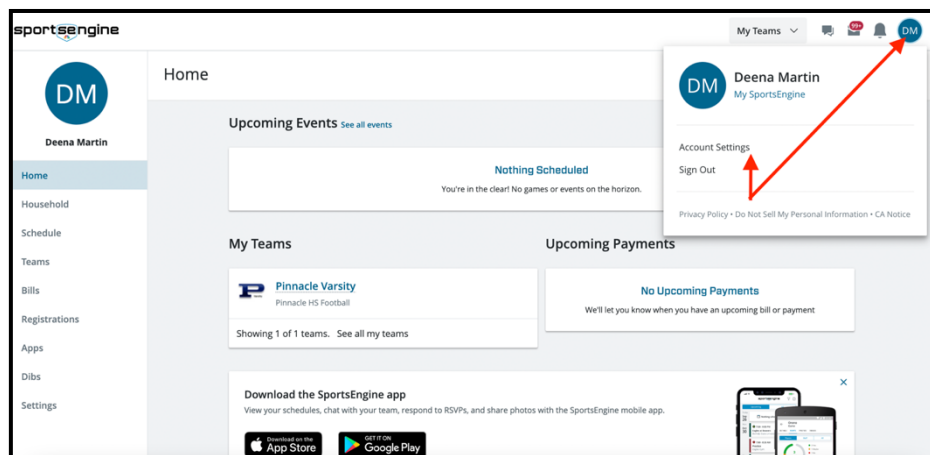 sportsengine
My Teams
99+
DM
DM
Deena Martin
Home
Household
Schedule
Teams
Bills
Registrations
Apps
Dibs
Settings
Home
DM
Deena Martin
My SportsEngine
Account Settings
Sign Out
Privacy Policy • Do Not Sell My Personal Information • CA Notice
Upcoming Events See all events
Nothing Scheduled
You're in the clear! No games or events on the horizon.
My Teams
Pinnacle Varsity
Pinnacle HS Football
Showing 1 of 1 teams. See all my teams
Upcoming Payments
No Upcoming Payments
We'll let you know when you have an upcoming bill or payment
Download the SportsEngine app
View your schedules, chat with your team, respond to RSVPs, and share photos with the SportsEngine mobile app.
Download on the
App Store
GET IT ON
Google Play